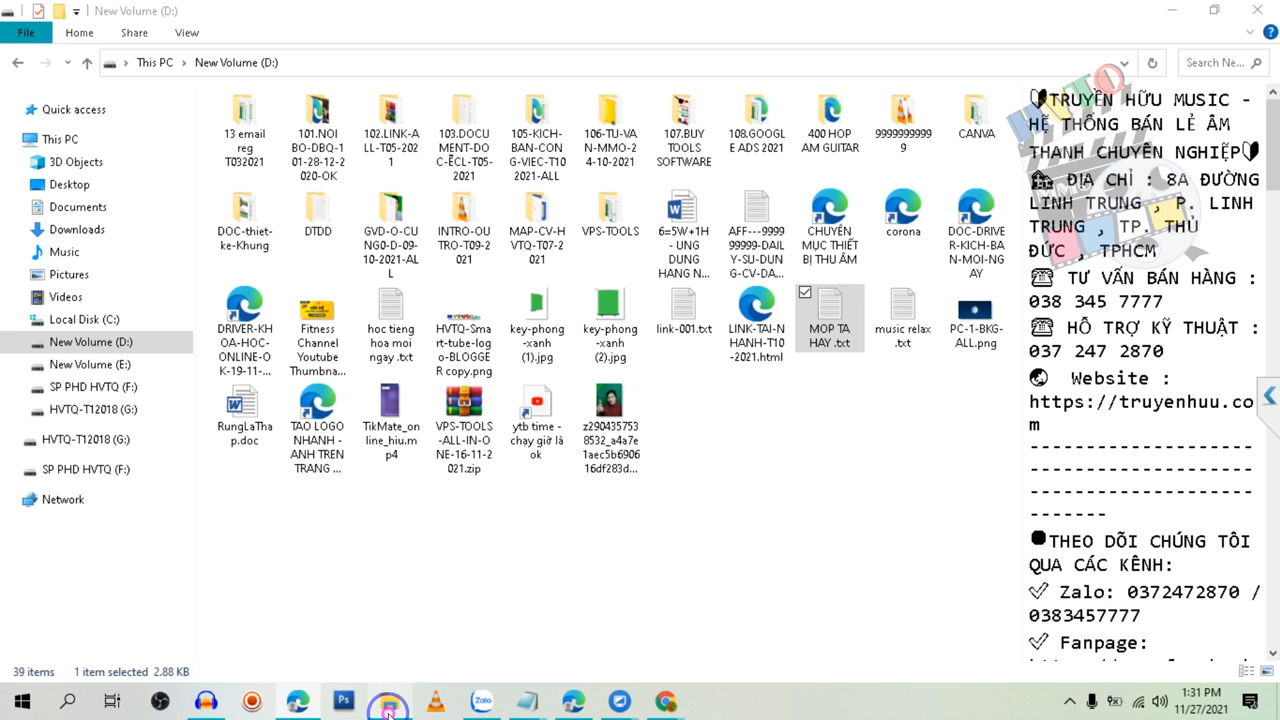 New Volume (D:)
File
Home
Share
View
This PC
New Volume (D:)
Search Ne...
Quick access
This PC
3D Objects
Desktop
Documents
Downloads
Music
Pictures
Videos
Local Disk (C:)
New Volume (D:)
New Volume (E:)
SP PHD HVTQ (F:)
HVTQ-T12018 (G:)
HVTQ-T12018 (G:)
SP PHD HVTQ (F:)
Network
13 email
reg
T032021
101.NOI
BO-DBQ-1
01-28-12-2
020-OK
102.LINK-A
LL-T05-202
1
103.DOCU
MENT-DO
C-ECL-T05-
2021
105-KICH-
BAN-CON
G-VIEC-T10
2021-ALL
106-TU-VA
N-MMO-2
4-10-2021
107.BUY
TOOLS
SOFTWARE
108.GOOGL
E ADS 2021
400 HOP
AM GUITAR
9999999999
9
CANVA
DOC-thiet-
ke-Khung
DTDD
GVD-O-CU
NG0-D-09-
10-2021-AL
L
INTRO-OU
TRO-T09-2
021
MAP-CV-H
VTQ-T07-2
021
VPS-TOOLS
6=5W+1H
- UNG
DUNG
HANG N...
AFF---9999
99999-DAIL
Y-SU-DUN
G-CV-DA...
CHUYÊN
MỤC THIẾT
BỊ THU ÂM
corona
DOC-DRIVE
R-KICH-BA
N-MOI-NG
AY
DRIVER-KH
OA-HOC-
ONLINE-O
K-19-11-...
Fitness
Channel
Youtube
Thumbna...
hoc tieng
hoa moi
ngay .txt
HVTQ-Sma
rt-tube-log
o-BLOGGE
R copy.png
key-phong
-xanh
(1).jpg
key-phong
-xanh
(2).jpg
link-001.txt
LINK-TAI-N
HANH-T10
-2021.html
MOP TA
HAY .txt
music relax
.txt
PC-1-BKG-
ALL.png
RungLaTha
p.doc
TAO LOGO
NHANH -
ANH TREN
TRANG ...
TikMate_on
line_hiu.m
p4
VPS-TOOLS
-ALL-IN-O
NE-16-11-2
021.zip
ytb time -
chạy giờ là
ok
z290435753
8532_a4a7e
1aec5b6906
16df283d...
TRUYỀN HỮU MUSIC -
HỆ THỐNG BÁN LẺ ÂM
THANH CHUYÊN NGHIỆP
ĐỊA CHỈ : 8A ĐƯỜNG
LINH TRUNG , P. LINH
TRUNG , TP. THỦ
ĐỨC , TPHCM
☏ TƯ VẤN BÁN HÀNG :
038 345 7777
☏ HỖ TRỢ KỸ THUẬT :
037 247 2870
Website :
https://truyenhuu.co
m
--------------------
--------------------
--------------------
-------
THEO DÕI CHÚNG TÔI
QUA CÁC KÊNH:
✓ Zalo: 0372472870 /
0383457777
✓ Fanpage:
39 items
1 item selected 2.88 KB
Ps
Zalo
1:31 PM
11/27/2021